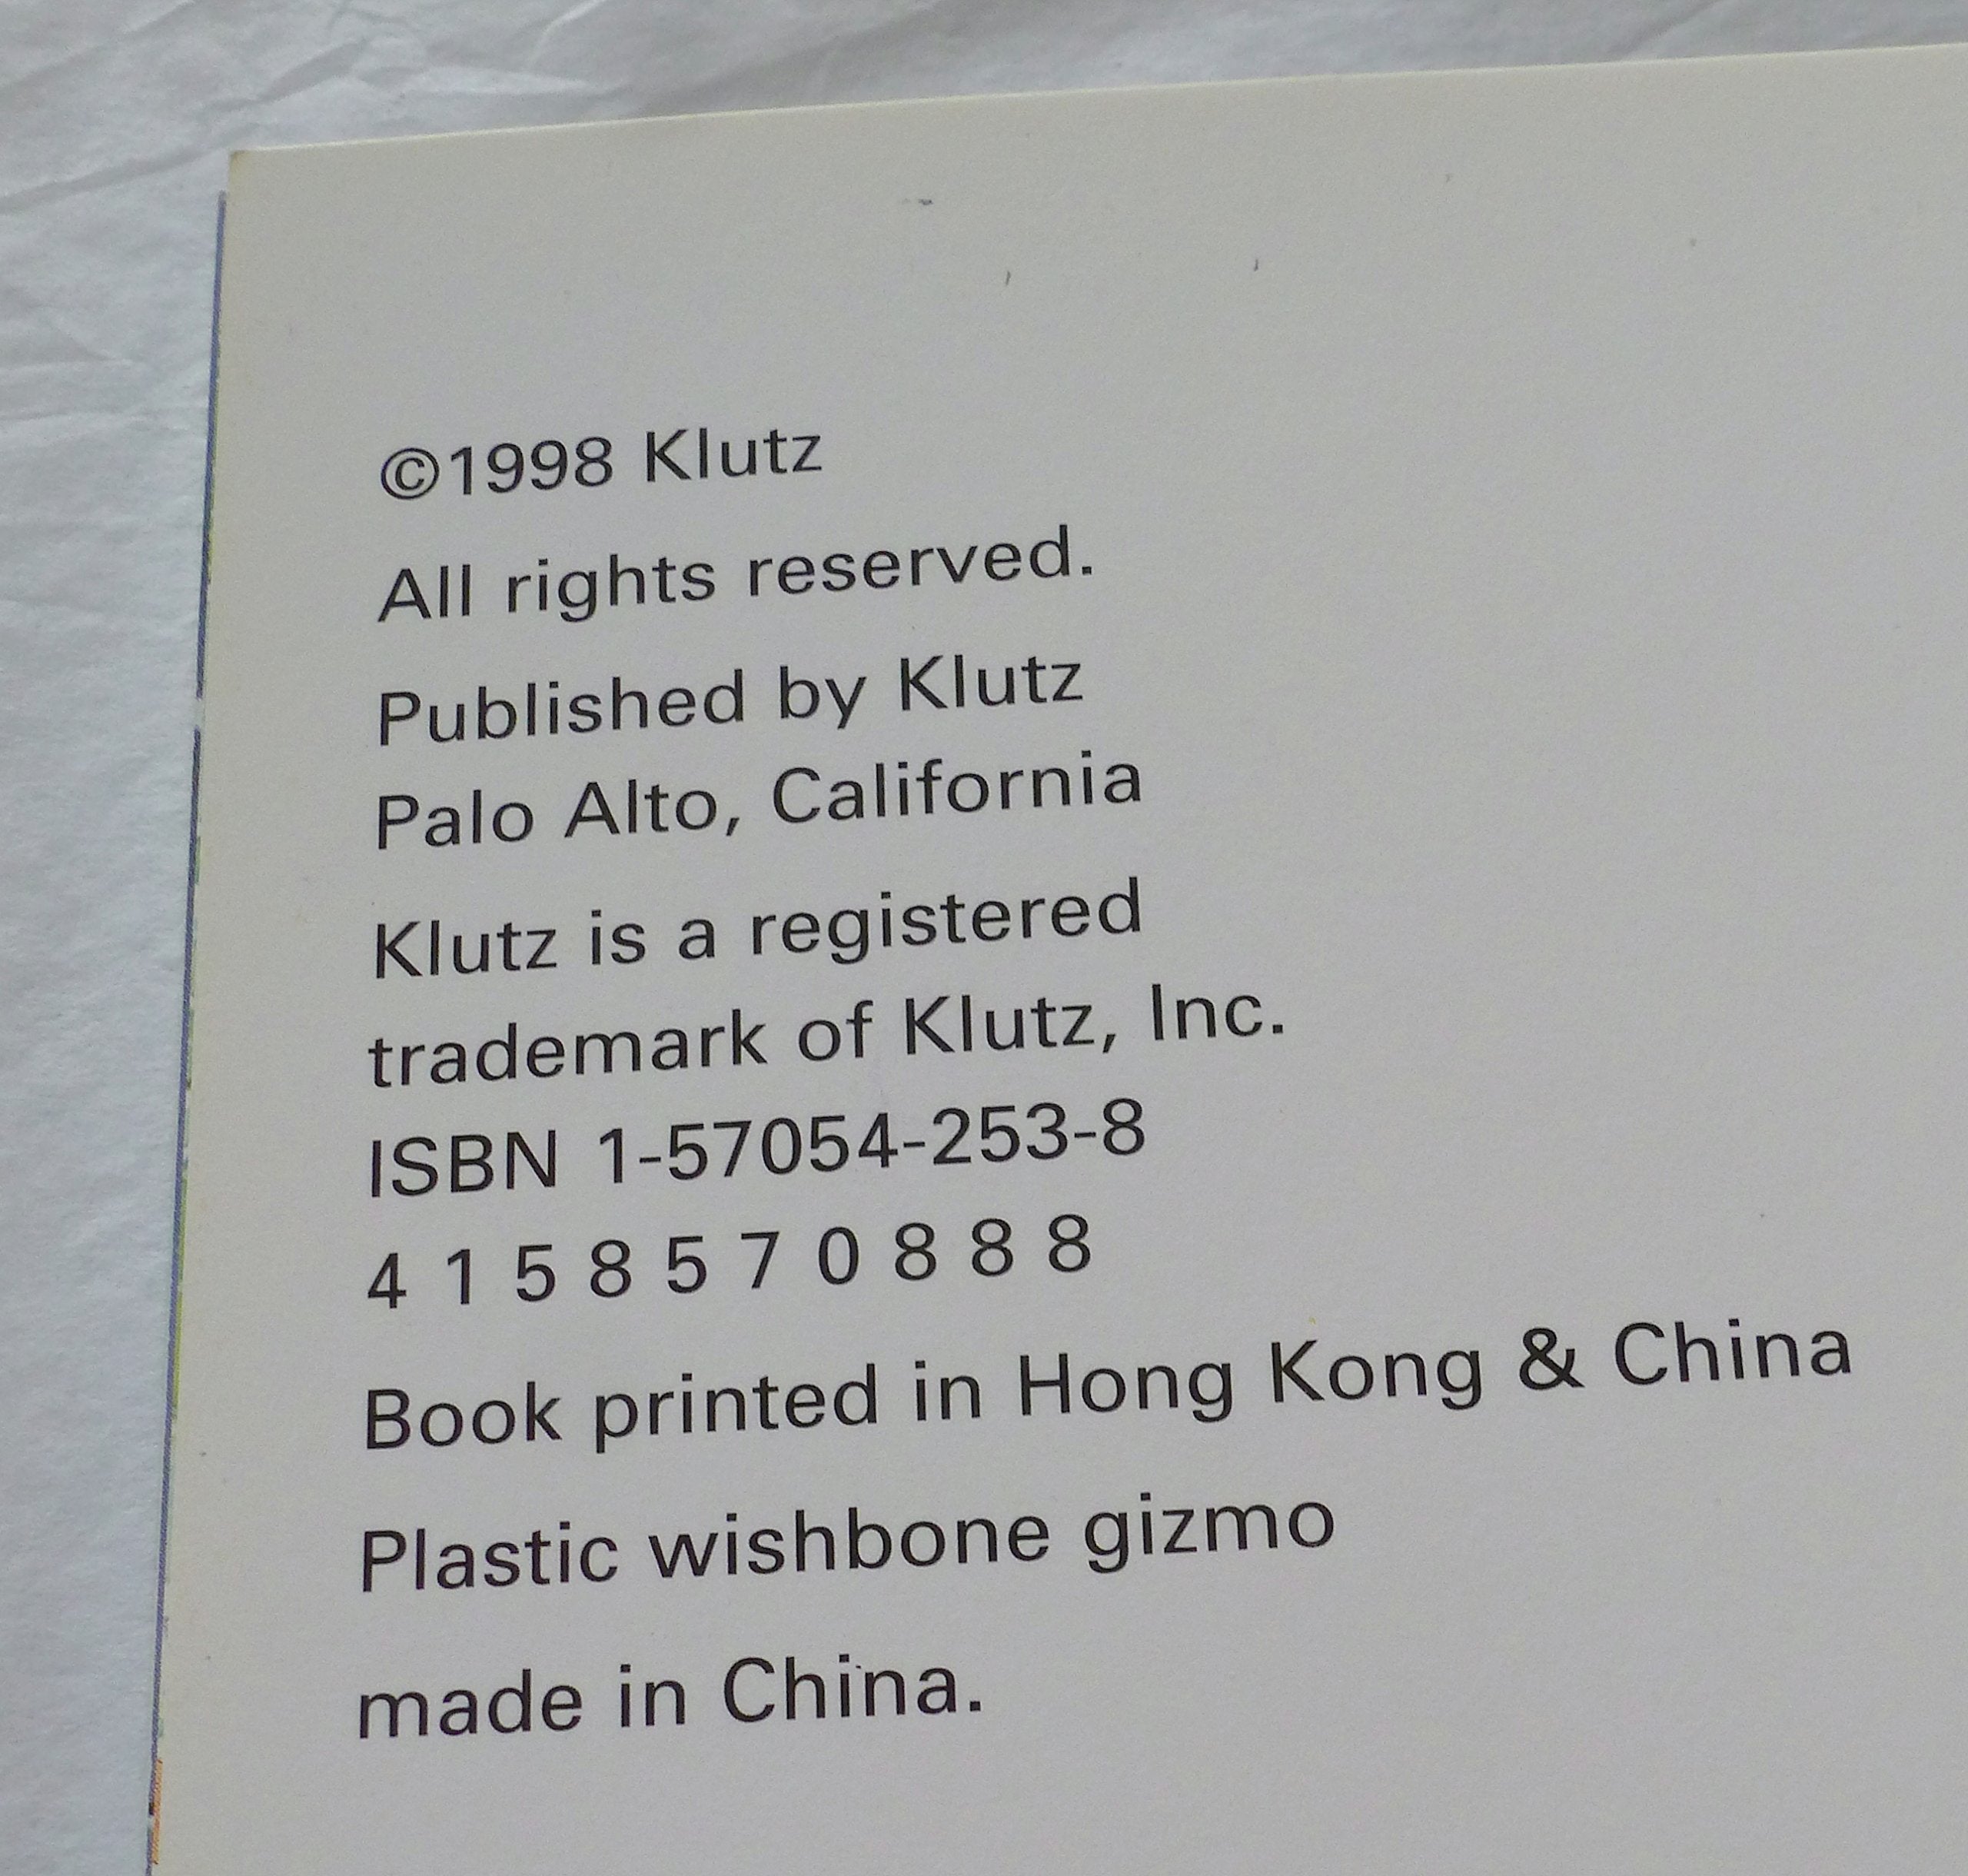 ©1998 Klutz
All rights reserved.
Published by Klutz
Palo Alto, California
Klutz is a registered
trademark of Klutz, Inc.
ISBN 1-57054-253-8
4 1 5 8 5 7 0 8 8 8
Book printed in Hong Kong & China
Plastic wishbone gizmo
made in China.